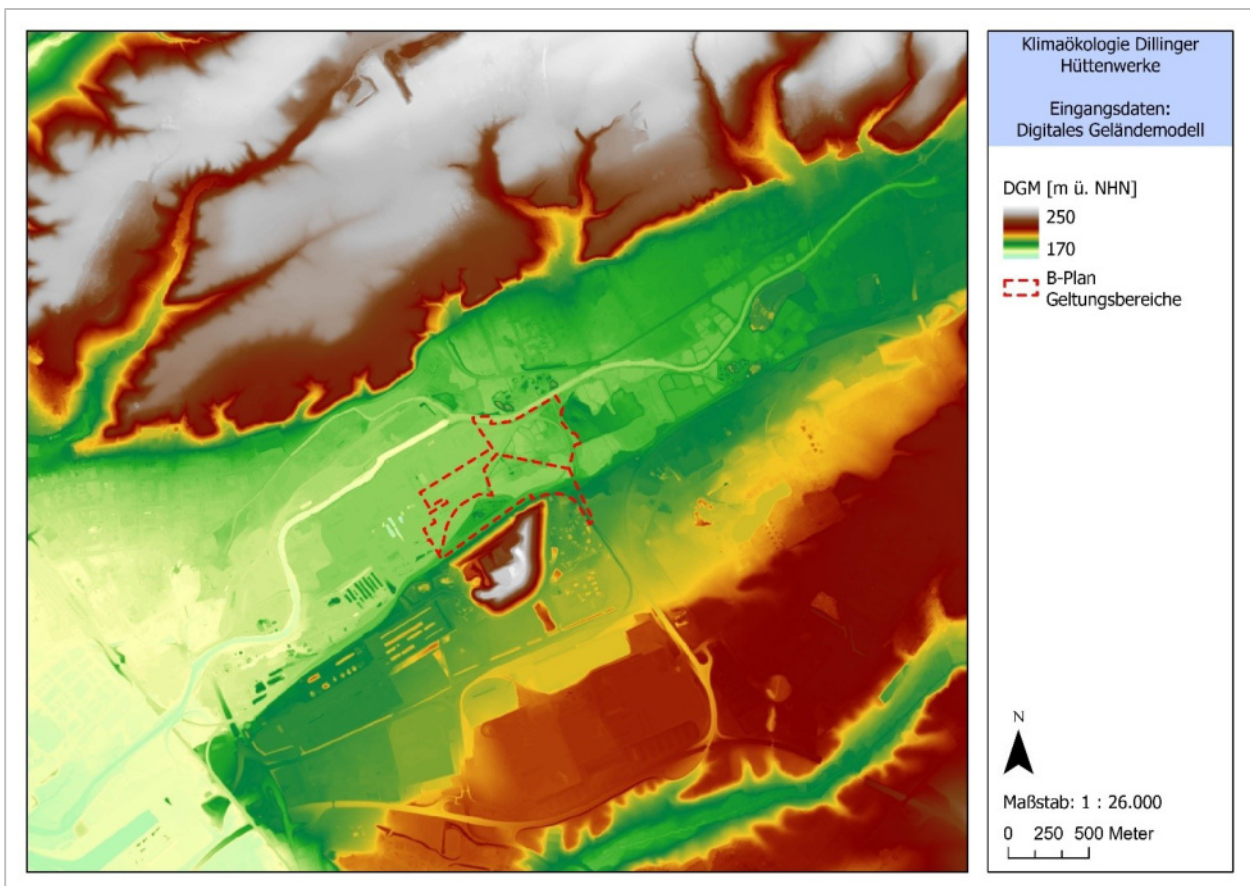 Klimaökologie Dillinger
Hüttenwerke
Eingangsdaten:
Digitales Geländemodell
DGM [m ü. NHN]
250
170
B-Plan
Geltungsbereiche
N
Maßstab: 1 : 26.000
0 250 500 Meter